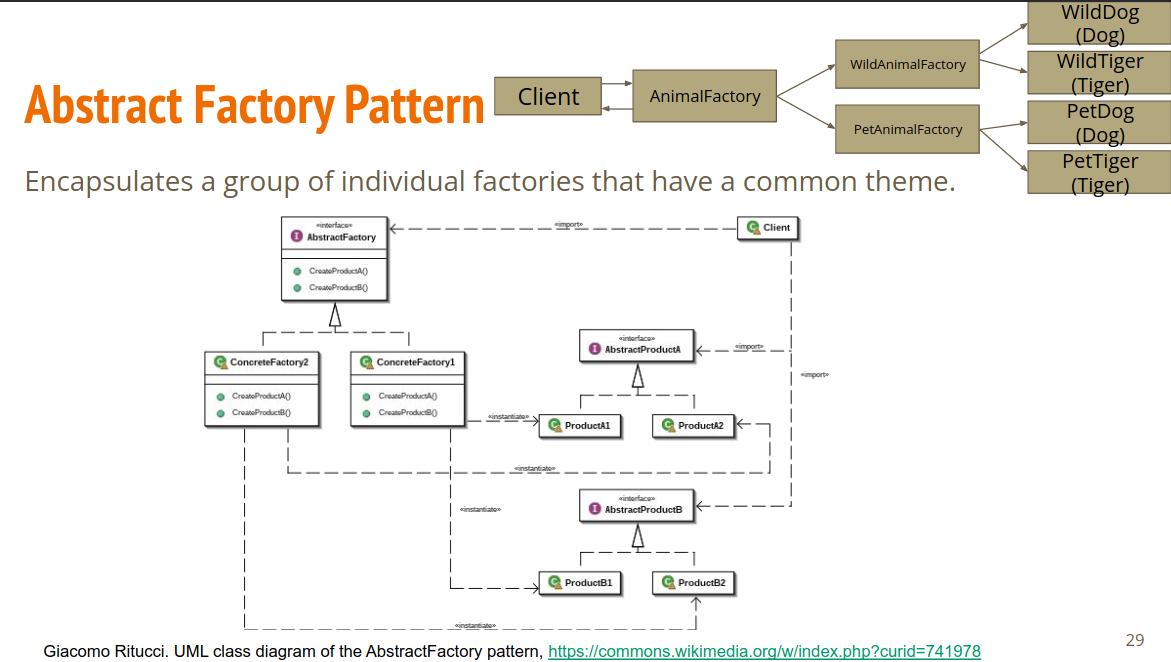 WildDog
(Dog)
WildTiger
(Tiger)
PetDog
(Dog)
PetTiger
(Tiger)
WildAnimalFactory
PetAnimalFactory
AnimalFactory
Client
Abstract Factory Pattern
Encapsulates a group of individual factories that have a common theme.
«interface»
I AbstractFactory
CreateProductA()
CreateProductB()
«import»
C Client
C ConcreteFactory2
CreateProductA()
CreateProductB()
C ConcreteFactory1
CreateProductA()
CreateProductB()
«interface»
I AbstractProductA
«import»
«import»
«instantiate»
C ProductA1
C ProductA2
«instantiate»
«interface»
I AbstractProductB
«instantiate»
C ProductB1
C ProductB2
«instantiate»
Giacomo Ritucci. UML class diagram of the AbstractFactory pattern, https://commons.wikimedia.org/w/index.php?curid=741978
29